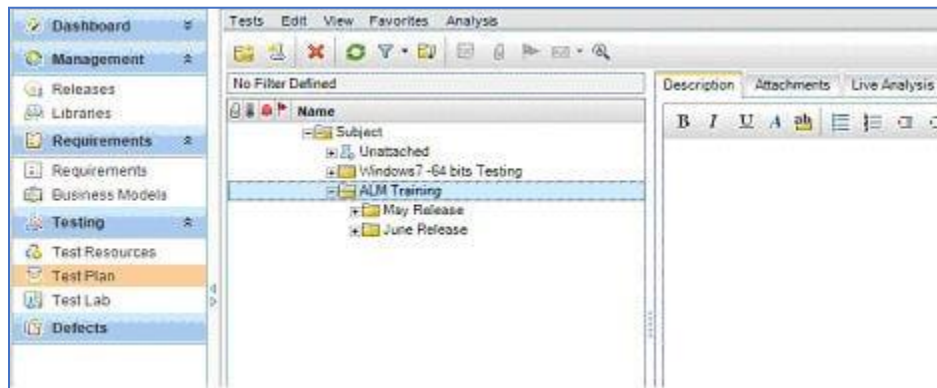 Dashboard
Management
Releases
Libraries
Requirements
Requirements
Business Models
Testing
Test Resources
Test Plan
Test Lab
Defects
Tests Edit View Favorites Analysis
No Filter Defined
Name
Subject
Unattached
Windows7 -64 bits Testing
ALM Training
May Release
June Release
Description Attachments Live Analysis
B I U A ab